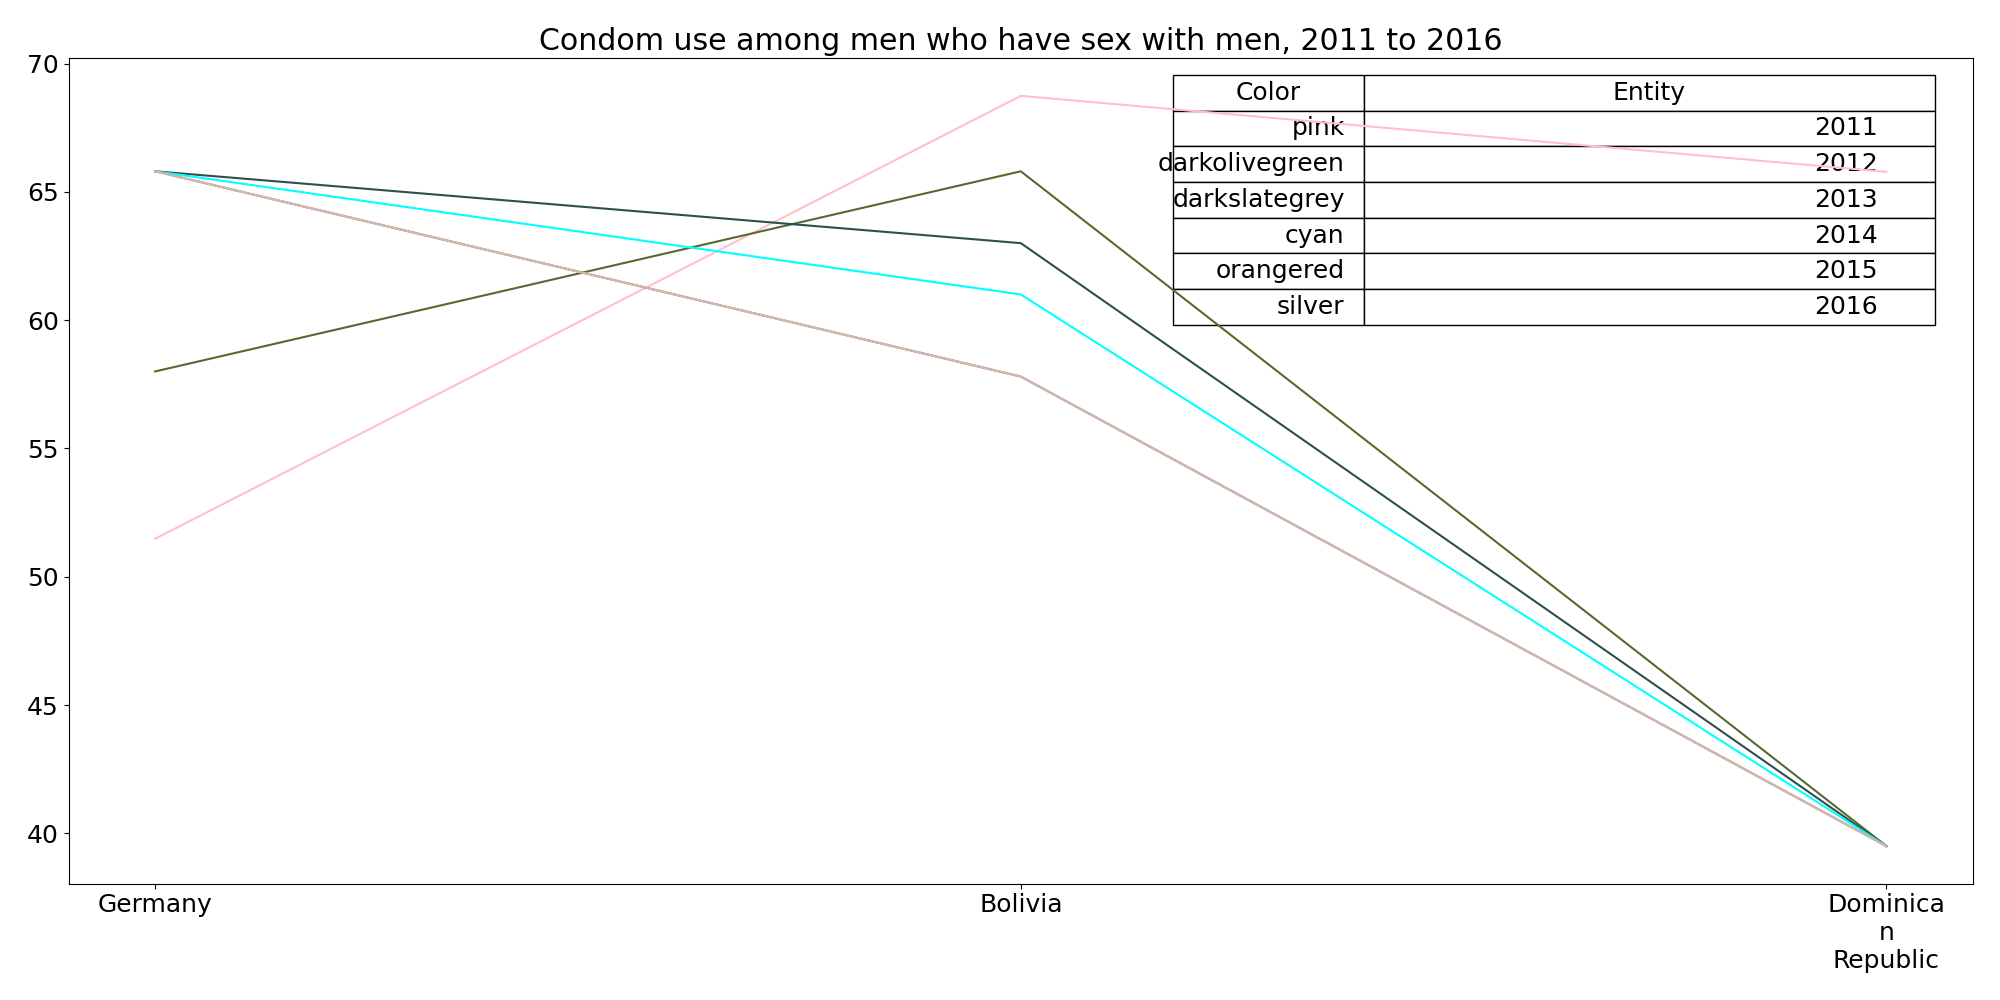 Condom use among men who have sex with men, 2011 to 2016
70
65
60
55
50
45
40
Color Entity
pink 2011
darkolivegreen 2012
darkslategrey 2013
cyan 2014
orangered 2015
silver 2016
Germany Bolivia Dominica
n
Republic